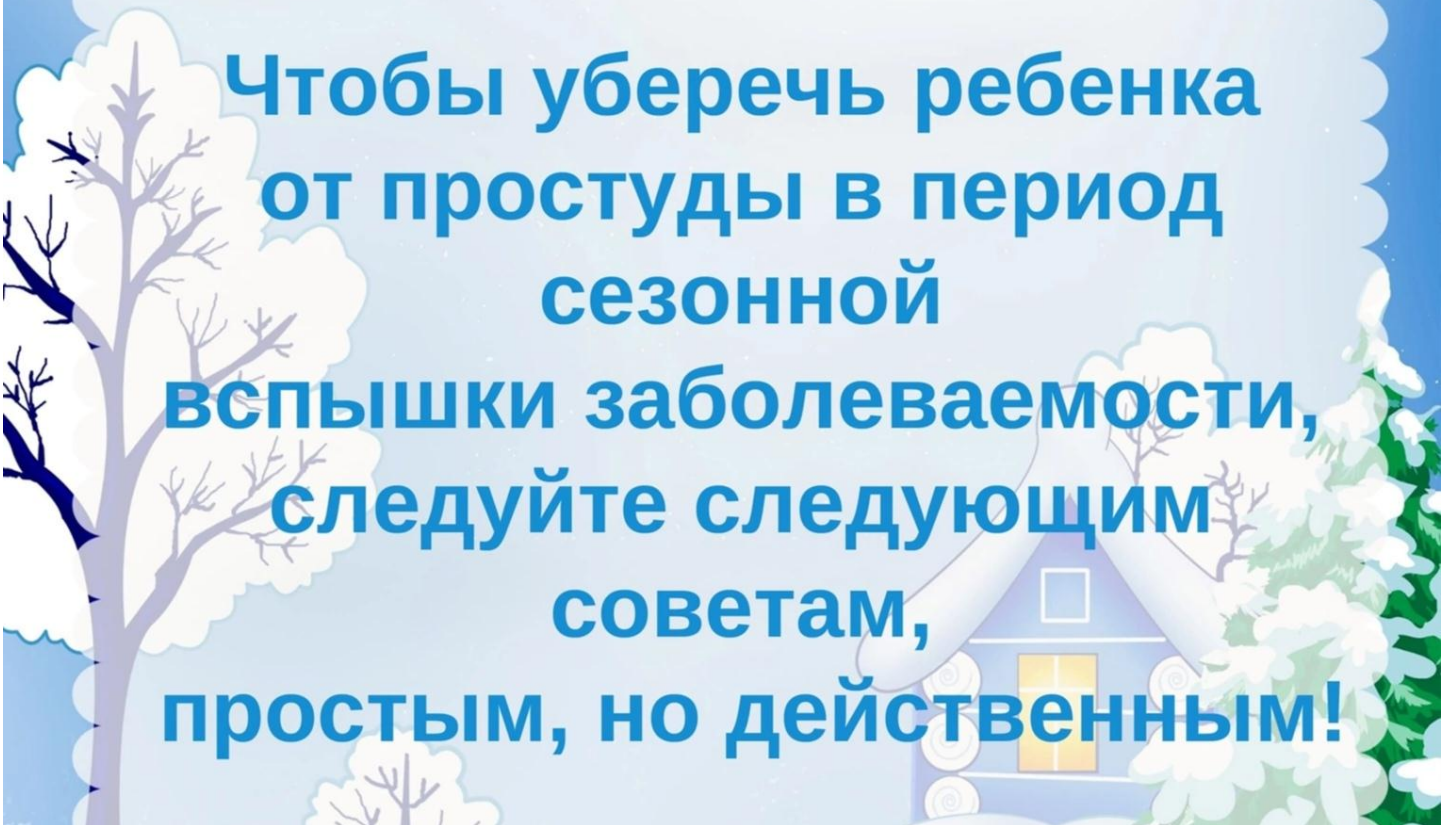 Чтобы уберечь ребенка
от простуды в период
сезонной
вспышки заболеваемости,
следуйте следующим
советам,
простым, но действенным!